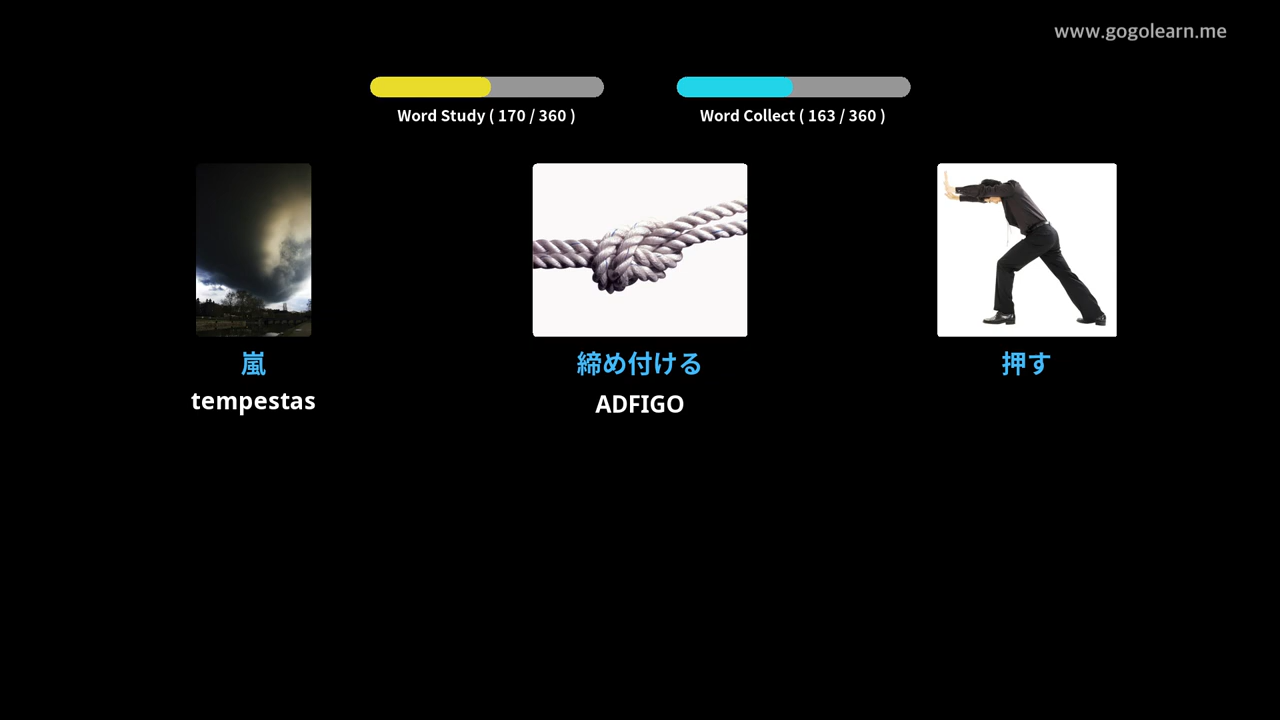 www.gogolearn.me
Word Study ( 170 / 360 )
Word Collect ( 163 / 360 )
嵐
締め付ける
押す
tempestas
ADFIGO